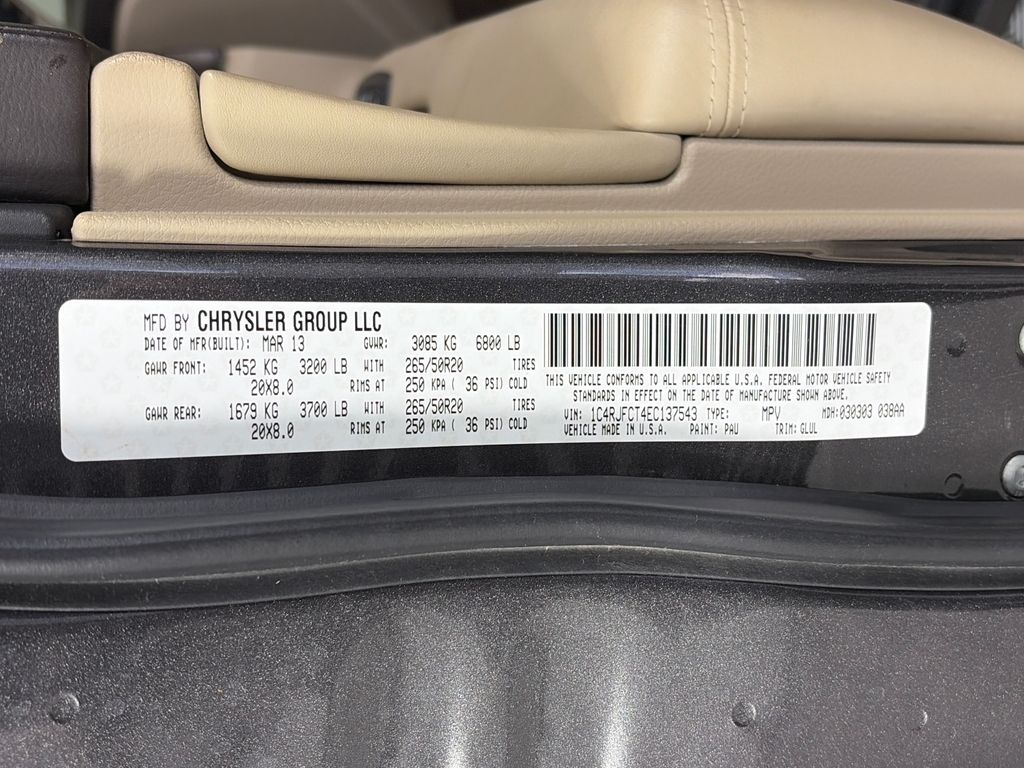 MFD BY CHRYSLER GROUP LLC
DATE OF MFR(BUILT): MAR 13 GVWR: 3085 KG 6800 LB
GAWR FRONT: 1452 KG 3200 LB WITH 265/50R20 TIRES
20X8.0 RIMS AT 250 KPA ( 36 PSI) COLD
GAWR REAR: 1679 KG 3700 LB WITH 265/50R20 TIRES
20X8.0 RIMS AT 250 KPA ( 36 PSI) COLD
THIS VEHICLE CONFORMS TO ALL APPLICABLE U.S.A. FEDERAL MOTOR VEHICLE SAFETY
STANDARDS IN EFFECT ON THE DATE OF MANUFACTURE SHOWN ABOVE.
VIN: 1C4RJFCT4EC137543 TYPE: MPV MDH:030303 038AA
VEHICLE MADE IN U.S.A. PAINT: PAU TRIM: GLUL